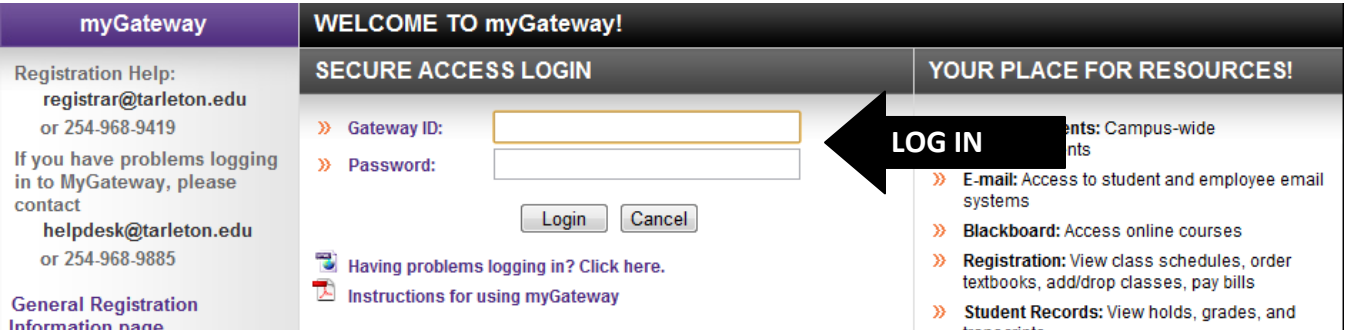 myGateway
Registration Help:
registrar@tarleton.edu
or 254-968-9419
If you have problems logging
in to MyGateway, please
contact
helpdesk@tarleton.edu
or 254-968-9885
General Registration
Information page
WELCOME TO myGateway!
SECURE ACCESS LOGIN
Gateway ID:
Password:
Login Cancel
Having problems logging in? Click here.
Instructions for using myGateway
LOG IN
YOUR PLACE FOR RESOURCES!
Campus-wide
E-mail: Access to student and employee email
systems
Blackboard: Access online courses
Registration: View class schedules, order
textbooks, add/drop classes, pay bills
Student Records: View holds, grades, and